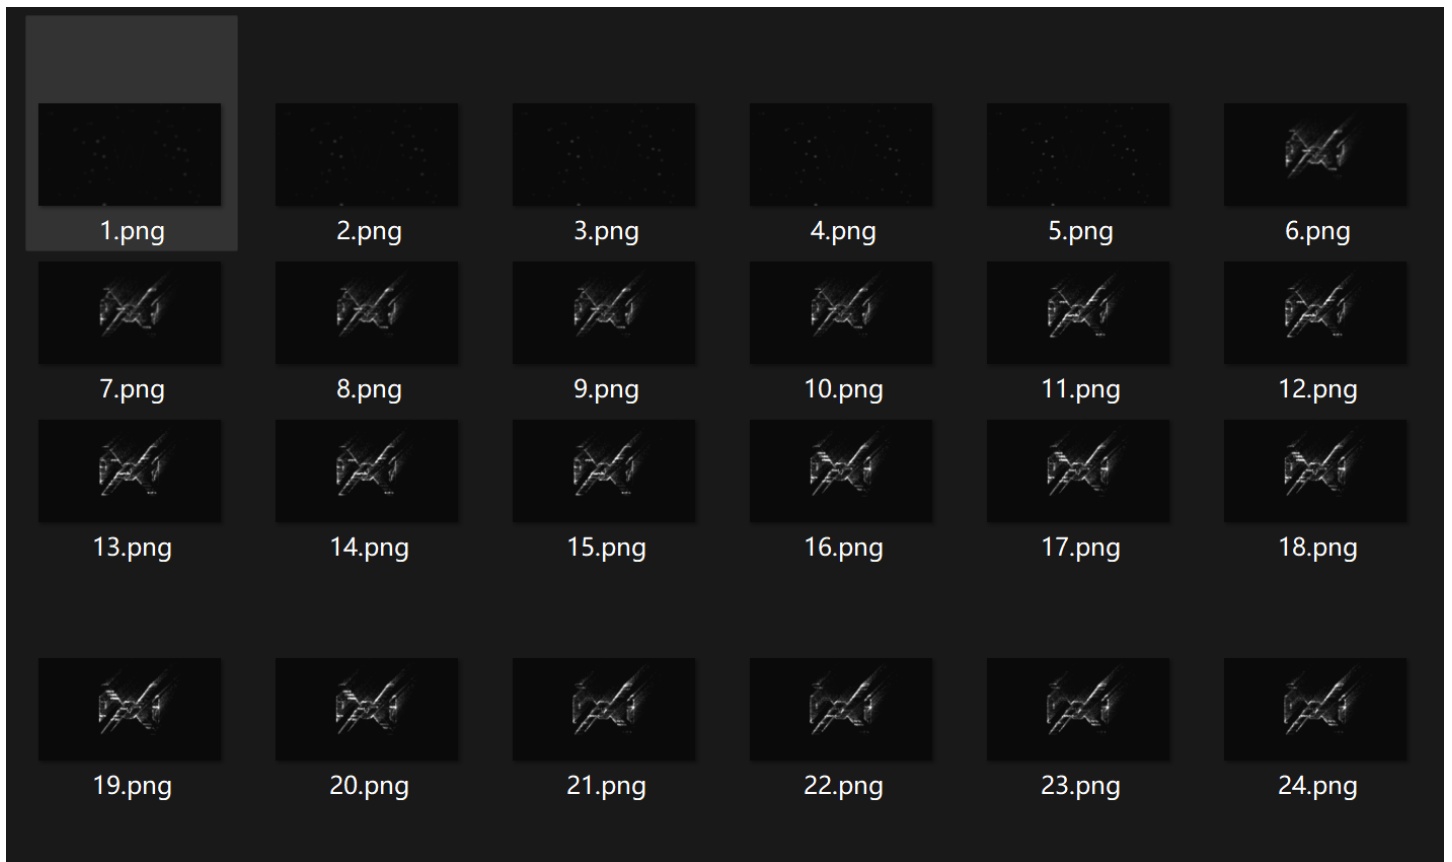 1.png 2.png 3.png 4.png 5.png 6.png
7.png 8.png 9.png 10.png 11.png 12.png
13.png 14.png 15.png 16.png 17.png 18.png
19.png 20.png 21.png 22.png 23.png 24.png